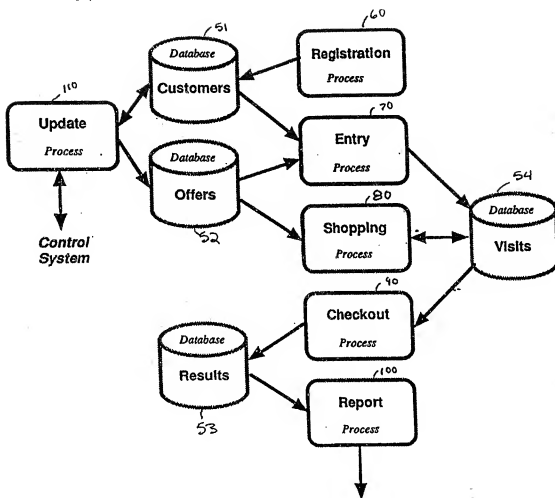 51
Database
Customers
60
Registration
Process
110
Update
Process
70
Entry
Process
Database
Offers
52
54
Database
Visits
80
Shopping
Process
Control
System
90
Checkout
Process
Database
Results
53
100
Report
Process